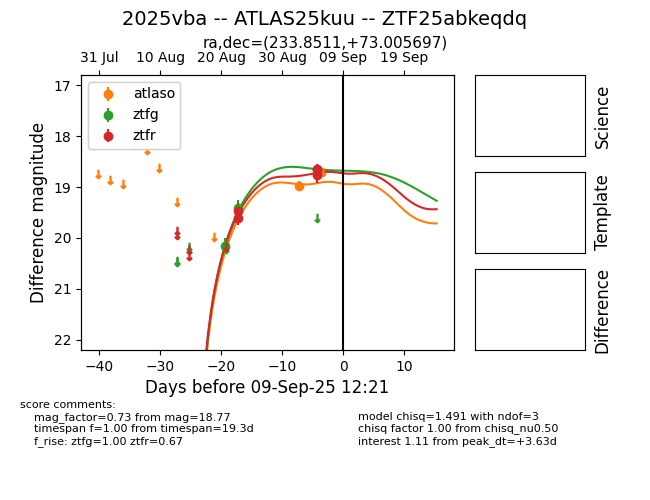 2025vba -- ATLAS25kuu -- ZTF25abkeqdq
ra,dec=(233.8511,+73.005697)
31 Jul 10 Aug 20 Aug 30 Aug 09 Sep 19 Sep
17
18
19
20
21
22
Difference magnitude
atlaso
ztfg
ztfr
−40 −30 −20 −10 0 10
Days before 09-Sep-25 12:21
Science
Template
Difference
score comments:
mag_factor=0.73 from mag=18.77
timespan f=1.00 from timespan=19.3d
f_rise: ztfg=1.00 ztfr=0.67
model chisq=1.491 with ndof=3
chisq factor 1.00 from chisq_nu0.50
interest 1.11 from peak_dt=+3.63d